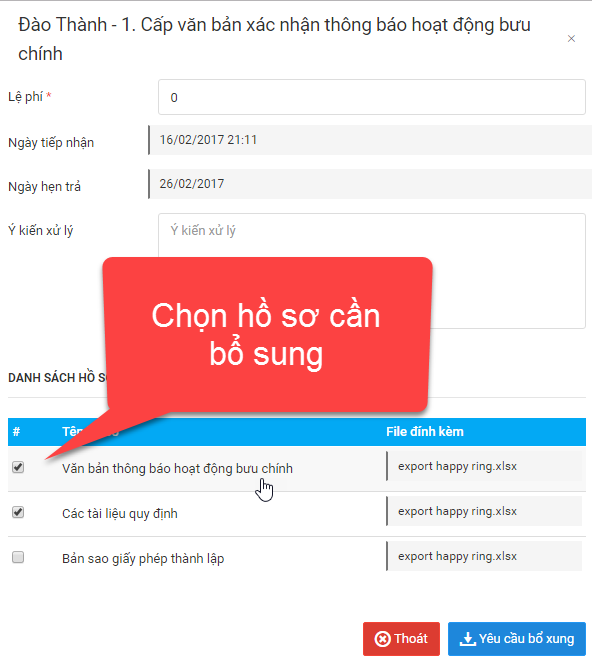 Đào Thành - 1. Cấp văn bản xác nhận thông báo hoạt động bưu
chính
×
Lệ phí *
0
Ngày tiếp nhận
16/02/2017 21:11
Ngày hẹn trả
26/02/2017
Ý kiến xử lý
Ý kiến xử lý
Chọn hồ sơ cần
bổ sung
DANH SÁCH HỒ
# File đính kèm
Văn bản thông báo hoạt động bưu chính export happy ring.xlsx
Các tài liệu quy định export happy ring.xlsx
Bản sao giấy phép thành lập export happy ring.xlsx
Thoát Yêu cầu bổ xung